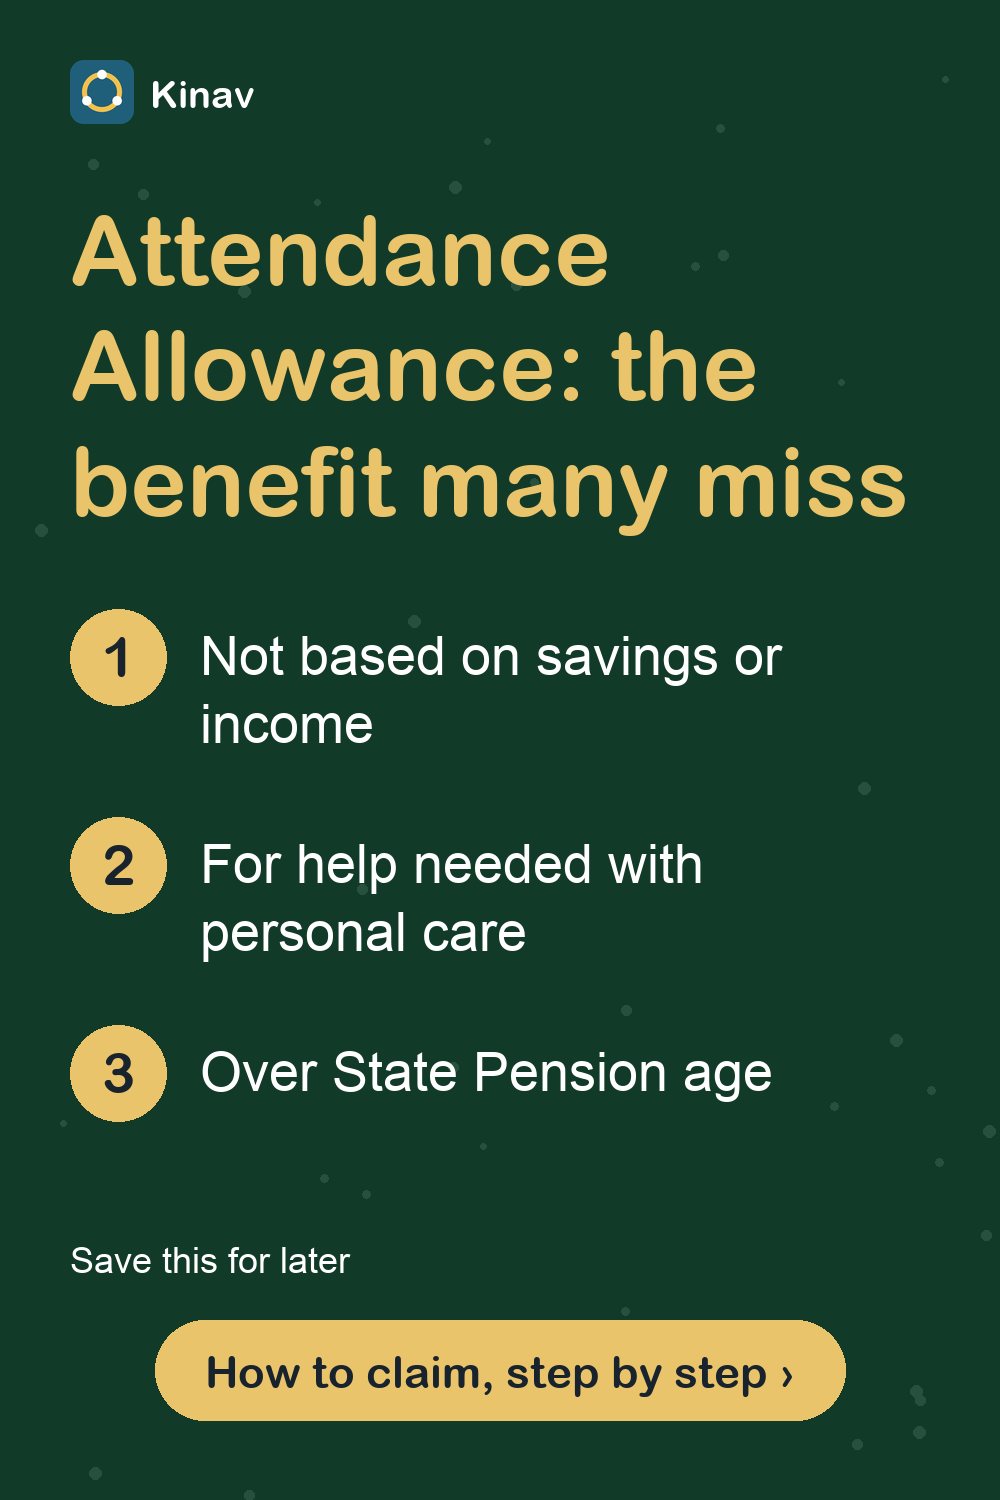 Kinav
Attendance
Allowance: the
benefit many miss
1
Not based on savings or
income
2
For help needed with
personal care
3
Over State Pension age
Save this for later
How to claim, step by step ›